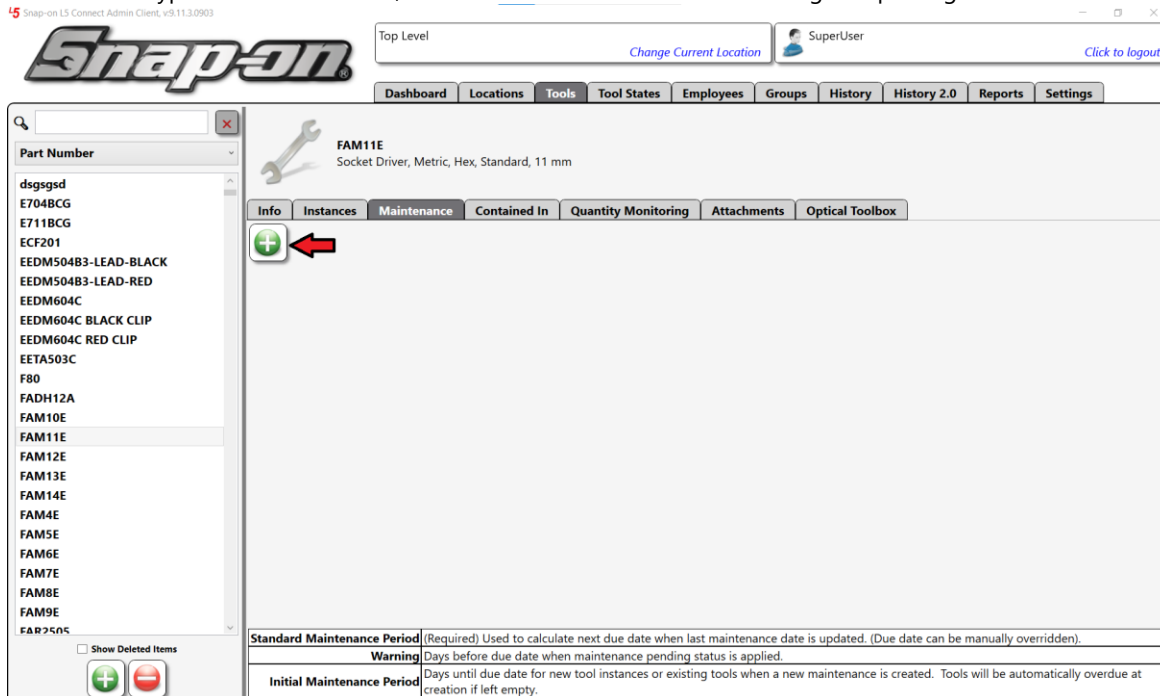 Snap-on L5 Connect Admin Client, v:9.11.3.0903
Snap-on
Top Level
Change Current Location
SuperUser
Click to logout
Dashboard Locations Tools Tool States Employees Groups History History 2.0 Reports Settings
Part Number
dsgsgsd
E704BCG
E711BCG
ECF201
EEDM504B3-LEAD-BLACK
EEDM504B3-LEAD-RED
EEDM604C
EEDM604C BLACK CLIP
EEDM604C RED CLIP
EETA503C
F80
FADH12A
FAM10E
FAM11E
FAM12E
FAM13E
FAM14E
FAM4E
FAM5E
FAM6E
FAM7E
FAM8E
FAM9E
FAR2505
Show Deleted Items
FAM11E
Socket Driver, Metric, Hex, Standard, 11 mm
Info Instances Maintenance Contained In Quantity Monitoring Attachments Optical Toolbox
Standard Maintenance Period (Required) Used to calculate next due date when last maintenance date is updated. (Due date can be manually overridden).
Warning Days before due date when maintenance pending status is applied.
Initial Maintenance Period Days until due date for new tool instances or existing tools when a new maintenance is created. Tools will be automatically overdue at
creation if left empty.